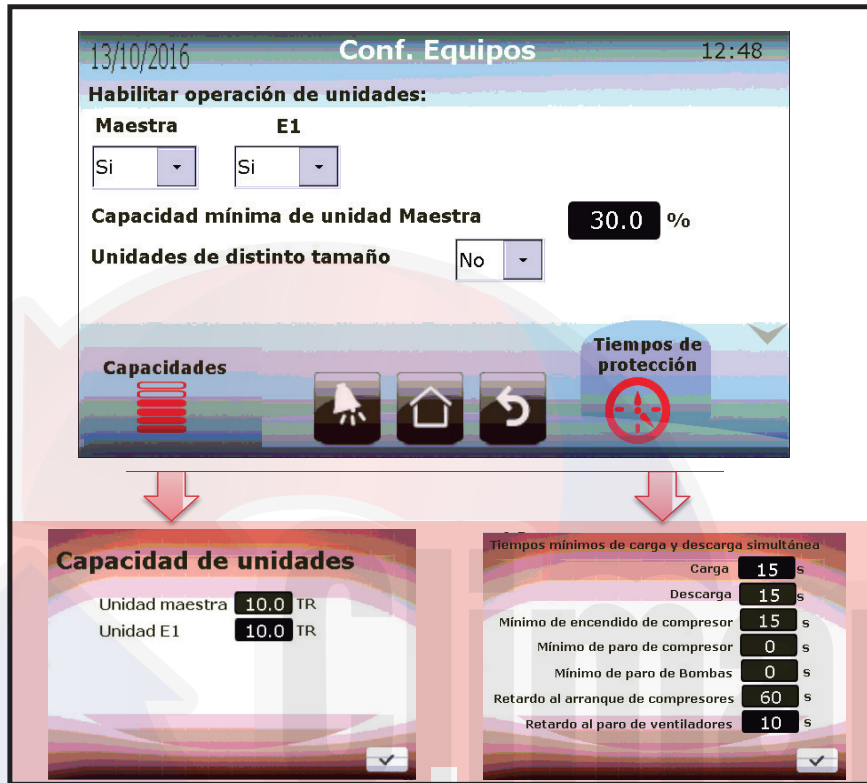 13/10/2016 Conf. Equipos 12:48
Habilitar operación de unidades:
Maestra E1
Si Si
Capacidad mínima de unidad Maestra 30.0 %
Unidades de distinto tamaño No
Capacidades
Tiempos de
protección
Capacidad de unidades
Unidad maestra 10.0 TR
Unidad E1 10.0 TR
Tiempos mínimos de carga y descarga simultánea
Carga 15 s
Descarga 15 s
Mínimo de encendido de compresor 15 s
Mínimo de paro de compresor 0 s
Mínimo de paro de Bombas 0 s
Retardo al arranque de compresores 60 s
Retardo al paro de ventiladores 10 s